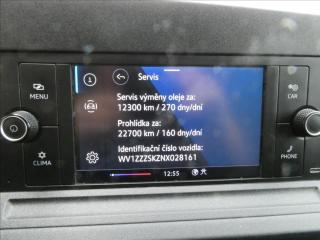 Servis
MENU
CAR
Servis výměny oleje za:
12300 km / 270 dny/dní
Prohlídka za:
22700 km / 160 dny/dní
CLIMA
PHONE
Identifikační číslo vozidla:
WV1ZZZSKZNX028161
12:55